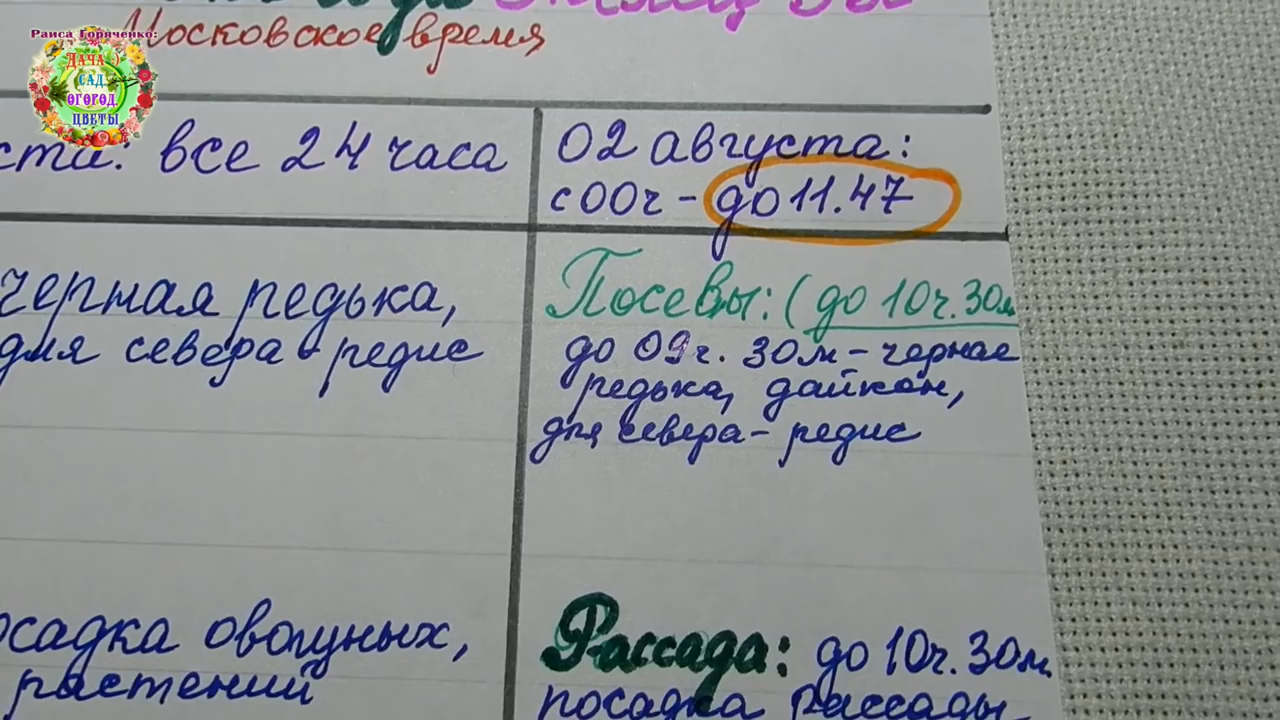 Раиса Горяченко:
Дача
сад,
огород,
цветы
Московское время
все 24 часа
02 августа:
с 00ч - до 11.47
черная редька,
для севера - редис
Посевы: (до 10ч. 30м
до 09г. 30м - черная
редька, дайкон,
для севера - редис
овощных,
растений
Рассада: до 10ч. 30м.
посадка рассады